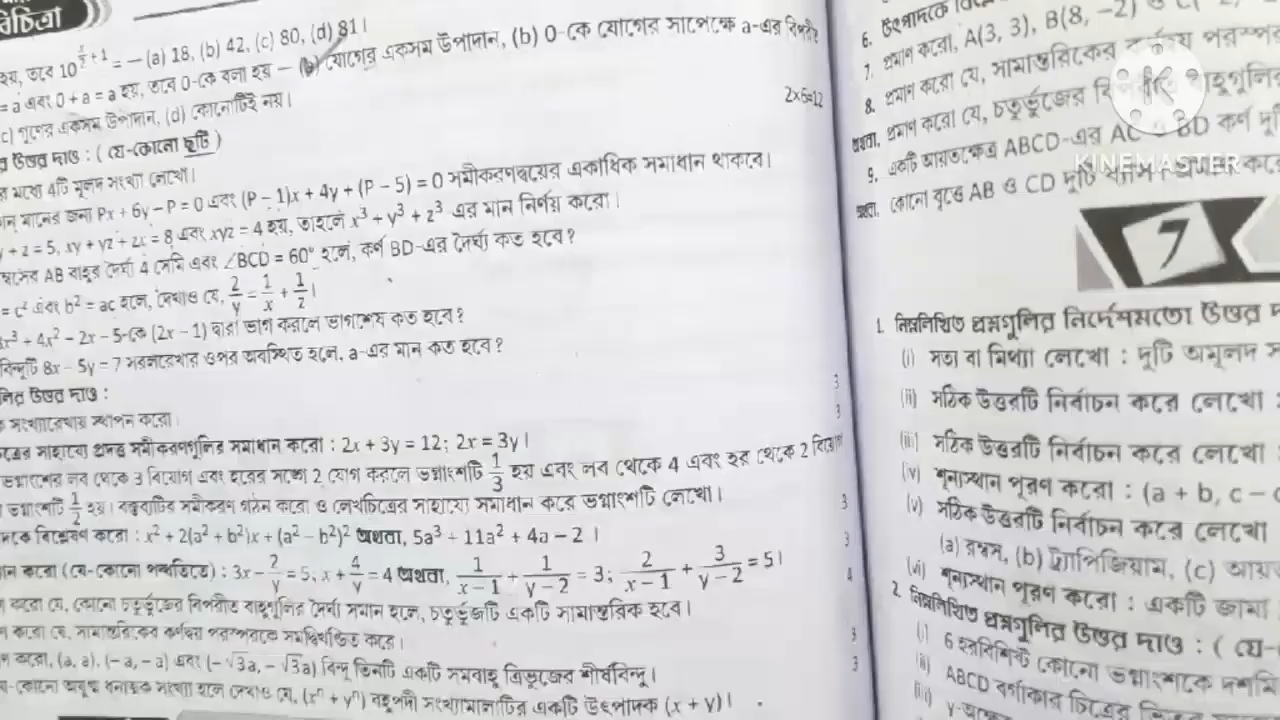 বিচিত্রা
হয়, তবে 10^{x/2 + 1} = — (a) 18, (b) 42, (c) 80, (d) 81।
= a এবং 0 + a = a হয়, তবে 0-কে বলা হয় — (a) যোগের একসম উপাদান, (b) 0-কে যোগের সাপেক্ষে a-এর বিপরীত
c) গুণের একসম উপাদান, (d) কোনোটিই নয়।
উত্তর দাও : ( যে-কোনো ছটি )
2×6=12
মধ্যে 4টি মূলদ সংখ্যা লেখো।
মানের জন্য Px + 6y – P = 0 এবং (P – 1)x + 4y + (P – 5) = 0 সমীকরণদ্বয়ের একাধিক সমাধান থাকবে।
+ z = 5, xy + yz + zx = 8 এবং xyz = 4 হয়, তাহলে x³ + y³ + z³ এর মান নির্ণয় করো।
AB বাহুর দৈর্ঘ্য 4 সেমি এবং ∠BCD = 60° হলে, কর্ণ BD-এর দৈর্ঘ্য কত হবে?
= c² এবং b² = ac হলে, দেখাও যে, 2/y = 1/x + 1/z।
x³ + 4x² – 2x – 5-কে (2x – 1) দ্বারা ভাগ করলে ভাগশেষ কত হবে?
বিন্দুটি 8x – 5y = 7 সরলরেখার ওপর অবস্থিত হলে, a-এর মান কত হবে?
উত্তর দাও :
সংখ্যারেখায় স্থাপন করো।
3
সাহায্যে প্রদত্ত সমীকরণগুলির সমাধান করো : 2x + 3y = 12; 2x = 3y।
3
ভগ্নাংশের লব থেকে 3 বিয়োগ এবং হরের সঙ্গে 2 যোগ করলে ভগ্নাংশটি 1/3 হয় এবং লব থেকে 4 এবং হর থেকে 2 বিয়োগ
ভগ্নাংশটি 1/2 হয়। বক্তব্যটির সমীকরণ গঠন করো ও লেখচিত্রের সাহায্যে সমাধান করে ভগ্নাংশটি লেখো।
3
বিশ্লেষণ করো : x² + 2(a² + b²)x + (a² – b²)² অথবা, 5a³ + 11a² + 4a – 2 ।
3
করো (যে-কোনো পদ্ধতিতে) : 3x – 2/y = 5; x + 4/y = 4 অথবা, 1/(x – 1) + 1/(y – 2) = 3; 2/(x – 1) + 3/(y – 2) = 5।
4
করো যে, কোনো চতুর্ভুজের বিপরীত বাহুগুলির দৈর্ঘ্য সমান হলে, চতুর্ভুজটি একটি সামান্তরিক হবে।
করো যে, সামান্তরিকের কর্ণদ্বয় পরস্পরকে সমদ্বিখণ্ডিত করে।
3
করো, (a, a), (– a, – a) এবং (– √3a, – √3a) বিন্দু তিনটি একটি সমবাহু ত্রিভুজের শীর্ষবিন্দু।
3
যে-কোনো অযুগ্ম ধনাত্মক সংখ্যা হলে দেখাও যে, (xⁿ + yⁿ) বহুপদী সংখ্যামালাটির একটি উৎপাদক (x + y)।
6. উৎপাদকে
7. প্রমাণ করো, A(3, 3), B(8, –2)
8. প্রমাণ করো যে, সামান্তরিকের কর্ণদ্বয় পরস্পর
অথবা, প্রমাণ করো যে, চতুর্ভুজের বিপরীত বাহুগুলির
9. একটি আয়তক্ষেত্র ABCD-এর AC ও BD কর্ণ
অথবা, কোনো বৃত্তে AB ও CD দুটি
KINEMASTER
7
1. নিম্নলিখিত প্রশ্নগুলির নির্দেশমতো উত্তর
(i) সত্য বা মিথ্যা লেখো : দুটি অমূলদ
(ii) সঠিক উত্তরটি নির্বাচন করে লেখো :
(iii) সঠিক উত্তরটি নির্বাচন করে লেখো
(iv) শূন্যস্থান পূরণ করো : (a + b, c –
(v) সঠিক উত্তরটি নির্বাচন করে লেখো
(a) রম্বস, (b) ট্রাপিজিয়াম, (c)
(vi) শূন্যস্থান পূরণ করো : একটি জামা
2. নিম্নলিখিত প্রশ্নগুলির উত্তর দাও :
(i) 6 হরবিশিষ্ট কোনো ভগ্নাংশকে
(ii) ABCD বর্গাকার চিত্রের
(iii)